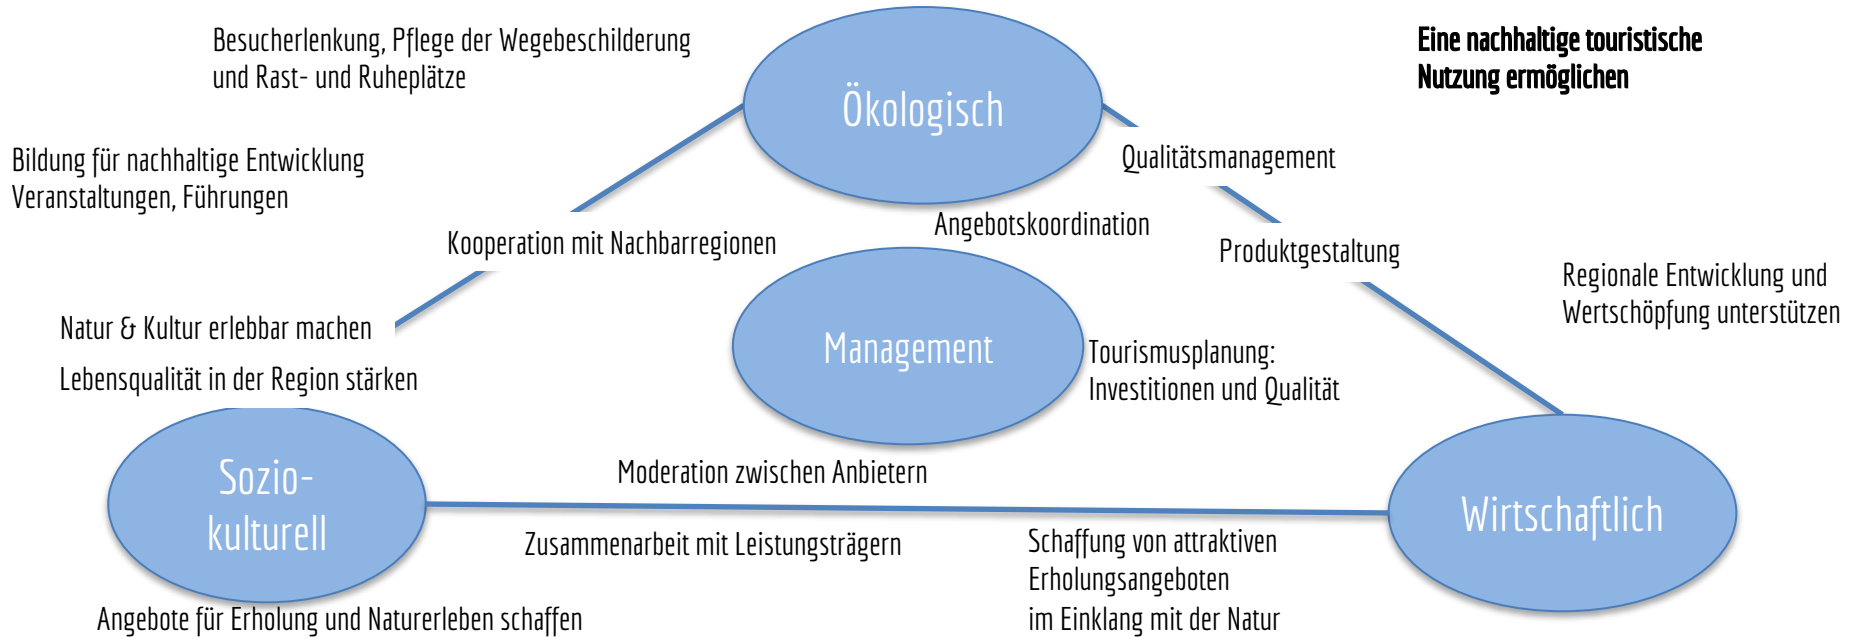 Besucherlenkung, Pflege der Wegebeschilderung
und Rast- und Ruheplätze
Ökologisch
Eine nachhaltige touristische
Nutzung ermöglichen
Bildung für nachhaltige Entwicklung
Veranstaltungen, Führungen
Qualitätsmanagement
Kooperation mit Nachbarregionen
Angebotskoordination
Produktgestaltung
Regionale Entwicklung und
Wertschöpfung unterstützen
Natur & Kultur erlebbar machen
Lebensqualität in der Region stärken
Management
Tourismusplanung:
Investitionen und Qualität
Sozio-
kulturell
Moderation zwischen Anbietern
Wirtschaftlich
Zusammenarbeit mit Leistungsträgern
Schaffung von attraktiven
Erholungsangeboten
im Einklang mit der Natur
Angebote für Erholung und Naturerleben schaffen